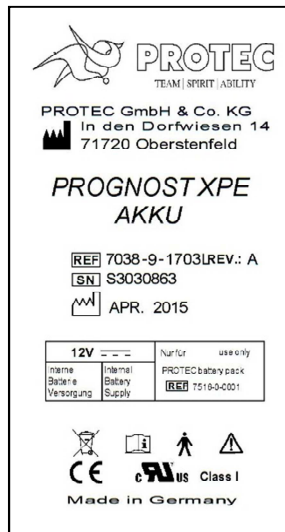 PROTEC
TEAM | SPIRIT | ABILITY
PROTEC GmbH & Co. KG
In den Dorfwiesen 14
71720 Oberstenfeld
PROGNOST XPE
AKKU
REF 7038-9-1703 REV.: A
SN S3030863
APR. 2015
12V
Nur für use only
Interne Internal PROTEC battery pack
Batterie Battery REF 7516-0-0001
Versorgung Supply
CE c RU US Class I
Made in Germany